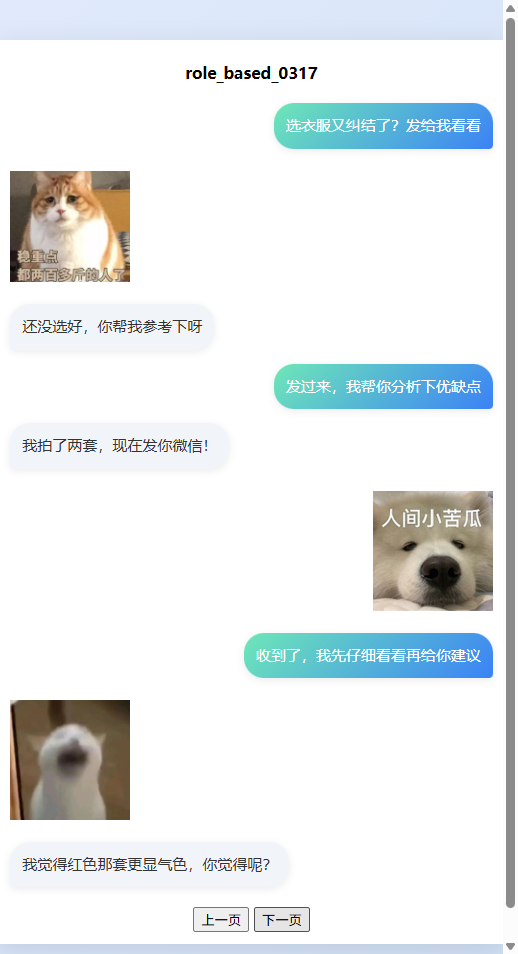 role_based_0317
选衣服又纠结了？发给我看看
稳重点
都两百多斤的人了
还没选好，你帮我参考下呀
发过来，我帮你分析下优缺点
我拍了两套，现在发你微信！
人间小苦瓜
收到了，我先仔细看看再给你建议
我觉得红色那套更显气色，你觉得呢？
上一页 下一页